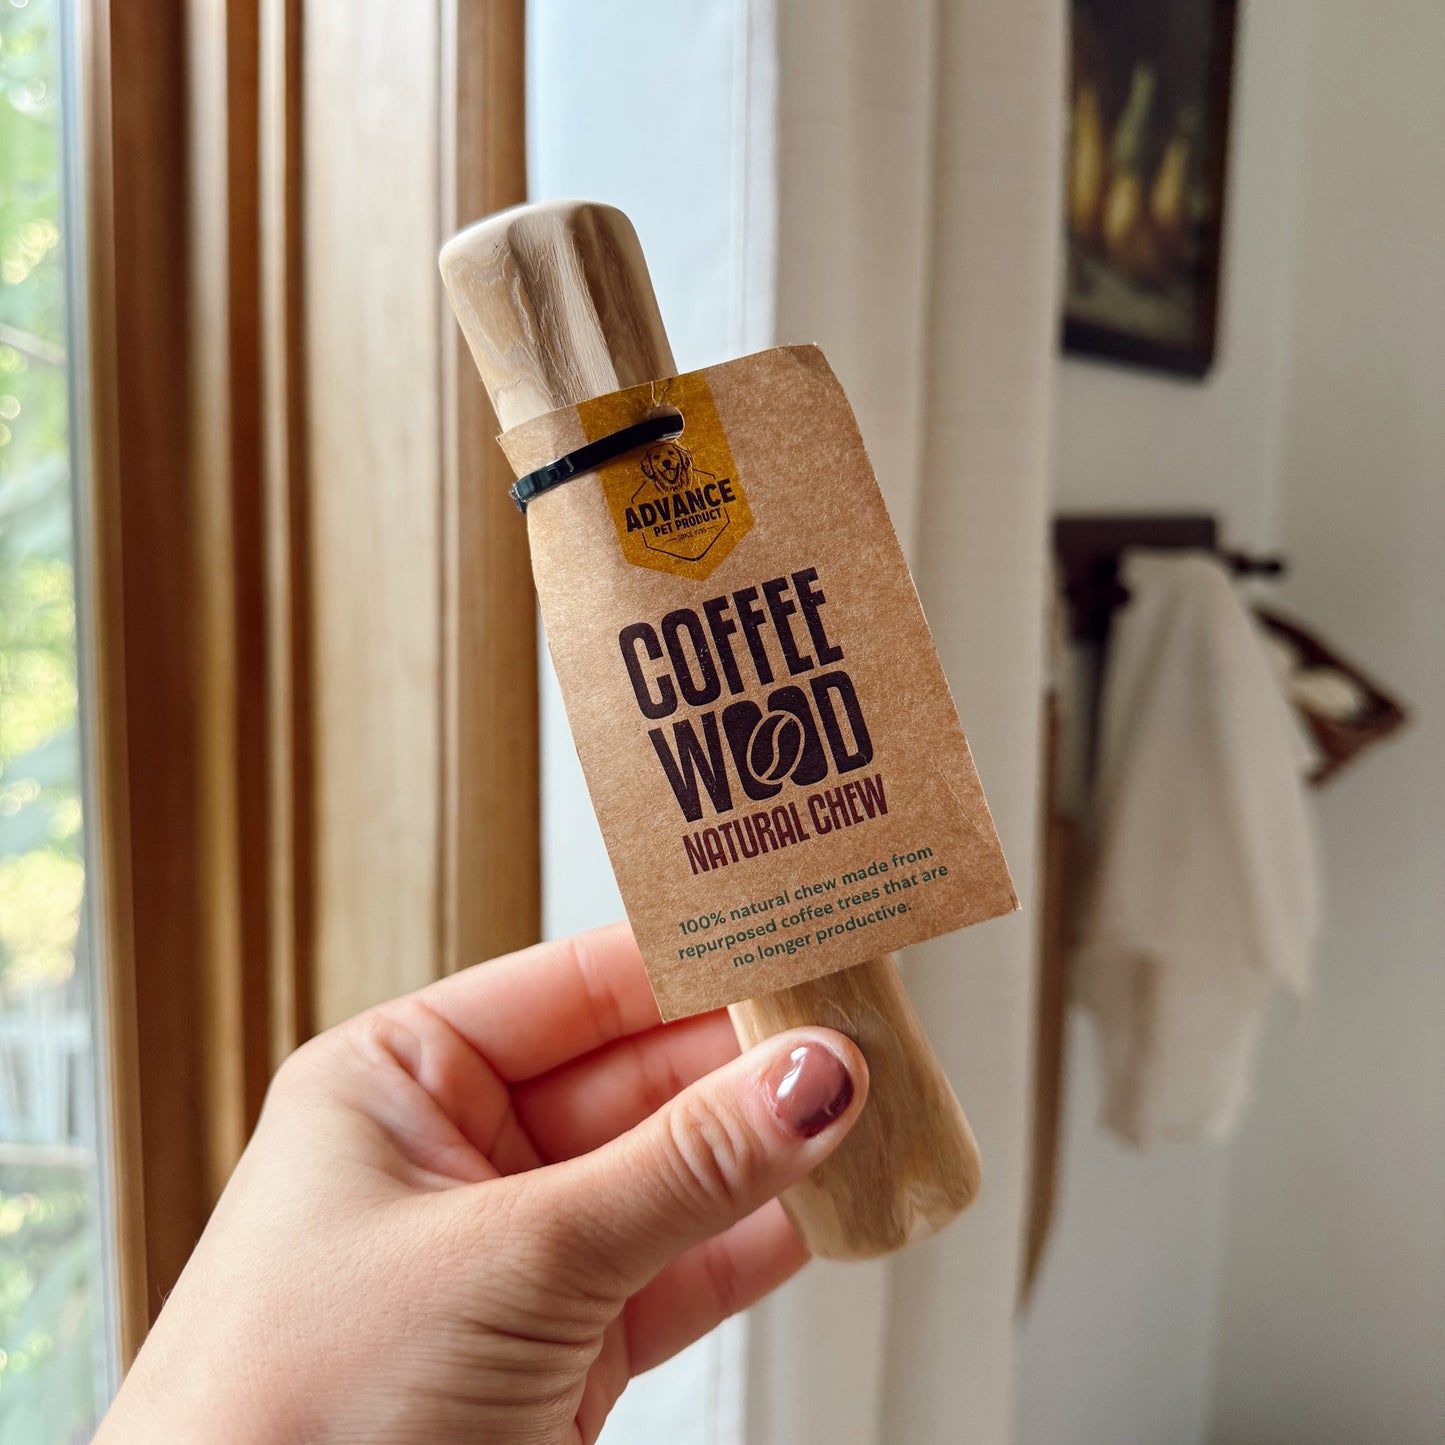 ADVANCE
PET PRODUCT
COFFEE
WOOD
NATURAL CHEW
100% natural chew made from
repurposed coffee trees that are
no longer productive.